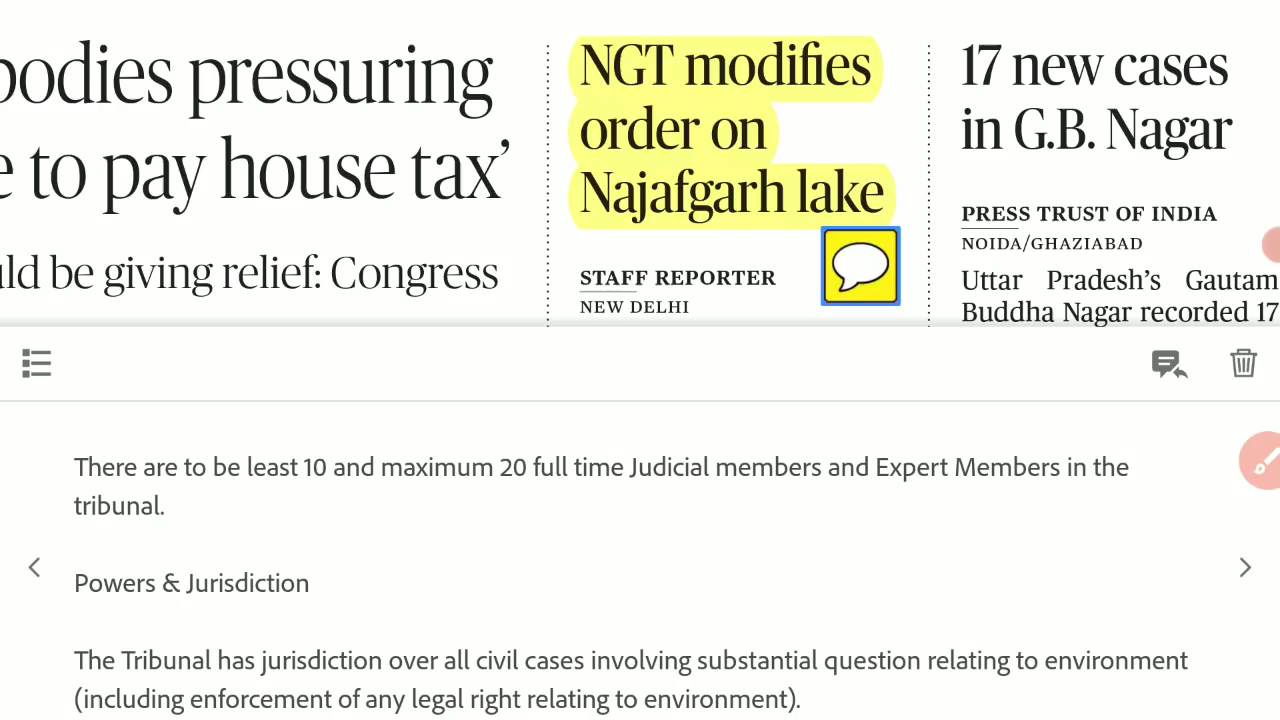 bodies pressuring
e to pay house tax’
uld be giving relief: Congress
NGT modifies
order on
Najafgarh lake
STAFF REPORTER
NEW DELHI
17 new cases
in G.B. Nagar
PRESS TRUST OF INDIA
NOIDA/GHAZIABAD
Uttar Pradesh’s Gautam
Buddha Nagar recorded 17
There are to be least 10 and maximum 20 full time Judicial members and Expert Members in the
tribunal.
Powers & Jurisdiction
The Tribunal has jurisdiction over all civil cases involving substantial question relating to environment
(including enforcement of any legal right relating to environment).